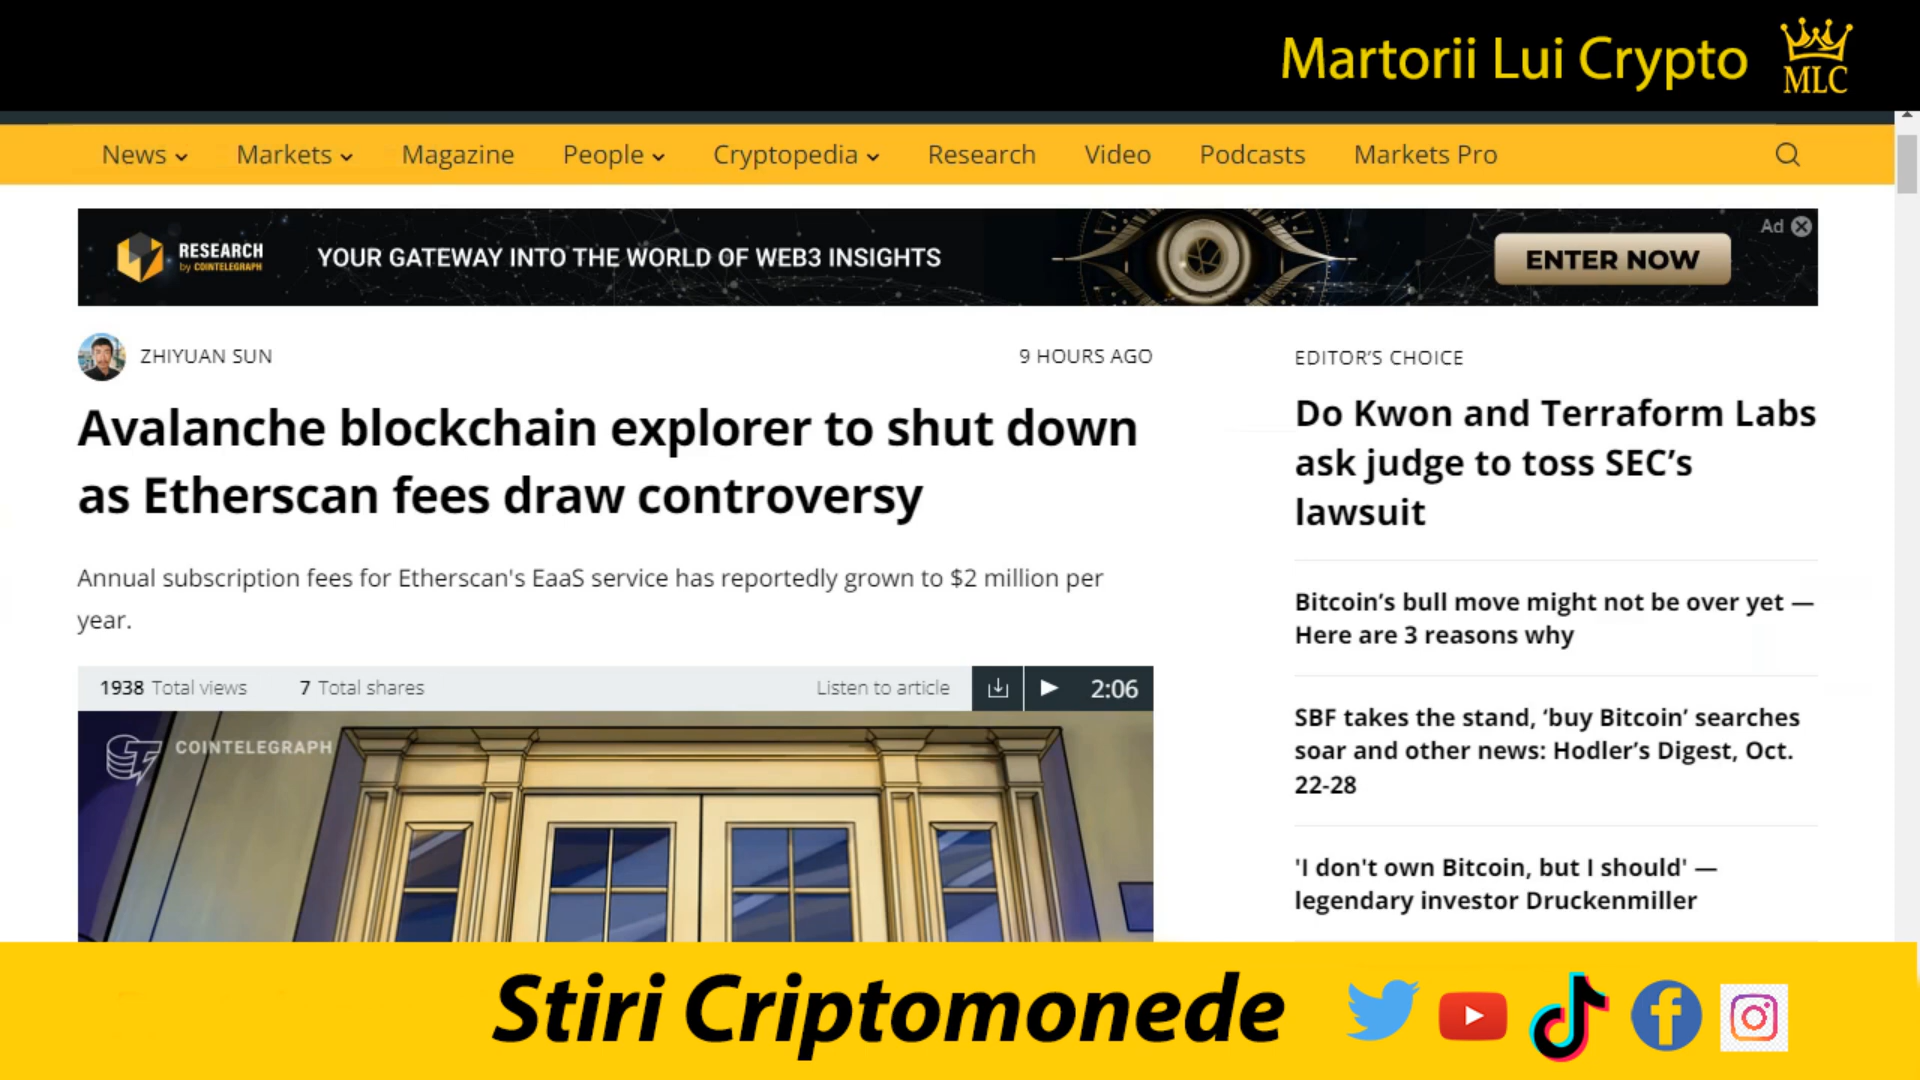 Martorii Lui Crypto
MLC
News
Markets
Magazine
People
Cryptopedia
Research
Video
Podcasts
Markets Pro
RESEARCH
by COINTELEGRAPH
YOUR GATEWAY INTO THE WORLD OF WEB3 INSIGHTS
ENTER NOW
Ad
ZHIYUAN SUN
9 HOURS AGO
Avalanche blockchain explorer to shut down
as Etherscan fees draw controversy
Annual subscription fees for Etherscan's EaaS service has reportedly grown to $2 million per
year.
1938 Total views
7 Total shares
Listen to article
2:06
COINTELEGRAPH
EDITOR'S CHOICE
Do Kwon and Terraform Labs
ask judge to toss SEC’s
lawsuit
Bitcoin’s bull move might not be over yet —
Here are 3 reasons why
SBF takes the stand, ‘buy Bitcoin’ searches
soar and other news: Hodler’s Digest, Oct.
22-28
'I don't own Bitcoin, but I should' —
legendary investor Druckenmiller
Stiri Criptomonede